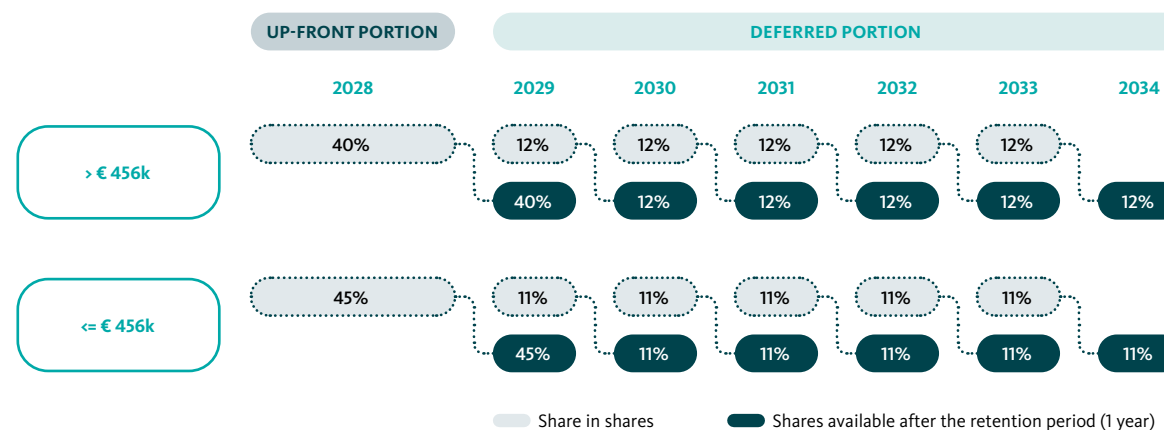 UP-FRONT PORTION DEFERRED PORTION
2028 2029 2030 2031 2032 2033 2034
40% 12% 12% 12% 12% 12%
> € 456k
40% 12% 12% 12% 12% 12%
45% 11% 11% 11% 11% 11%
<= € 456k
45% 11% 11% 11% 11% 11%
Share in shares Shares available after the retention period (1 year)